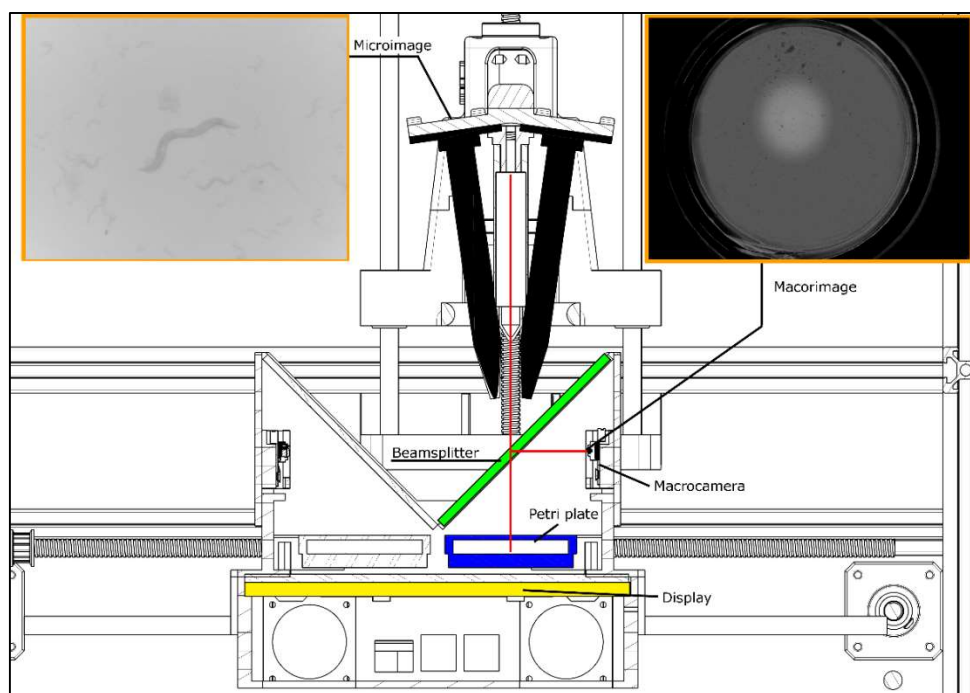 Microimage
Macorimage
Beamsplitter
Macrocamera
Petri plate
Display